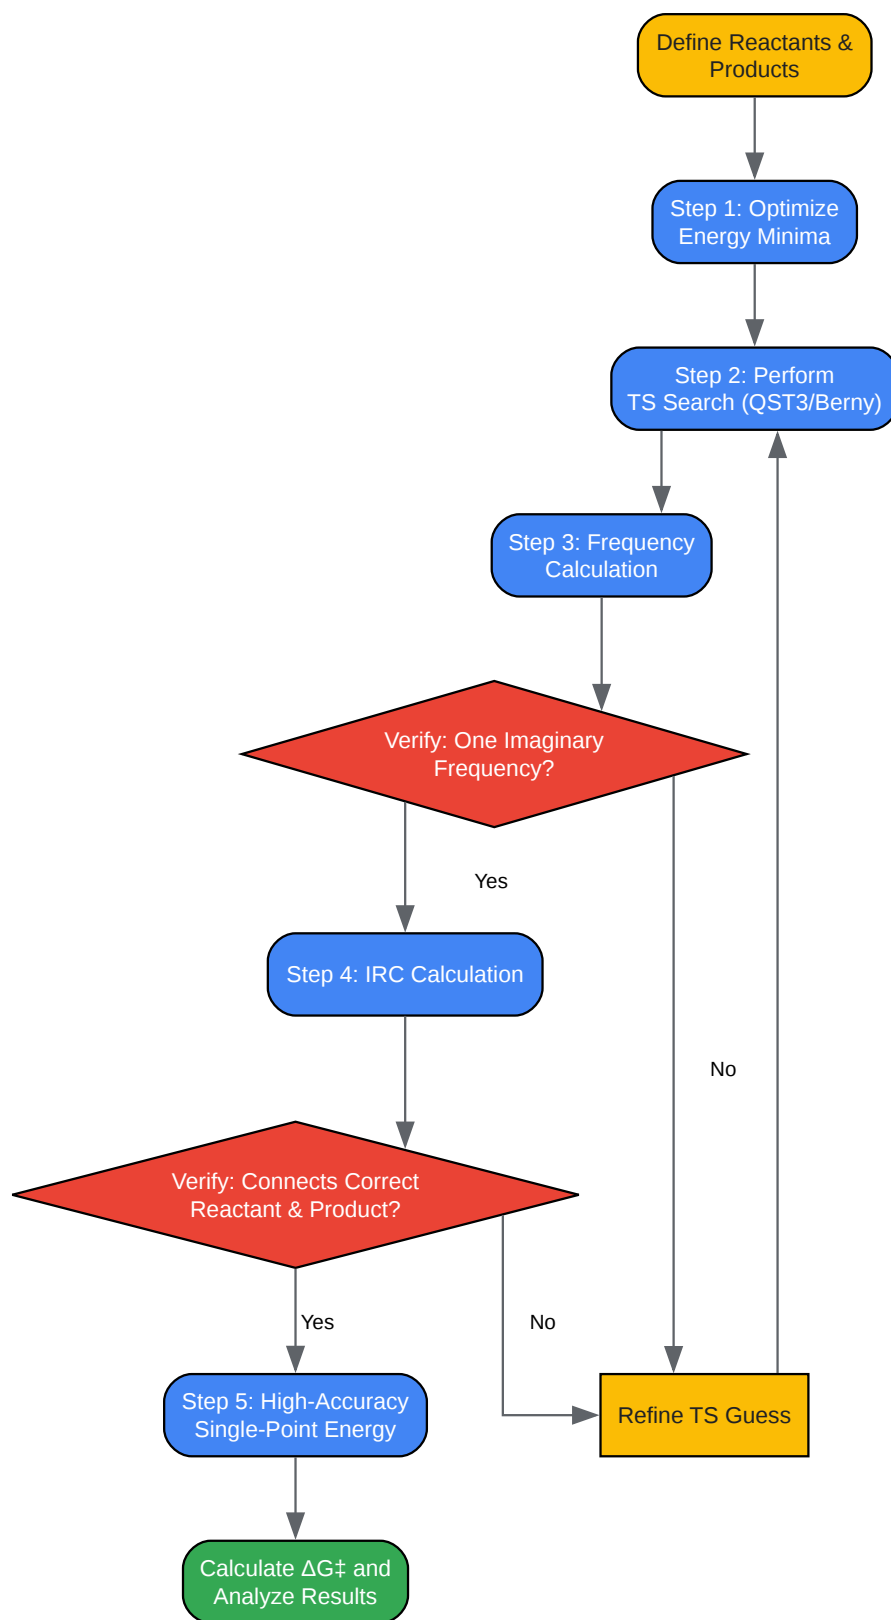 Define Reactants &
Products
Step 1: Optimize
Energy Minima
Step 2: Perform
TS Search (QST3/Berny)
Step 3: Frequency
Calculation
Verify: One Imaginary
Frequency?
Yes
Step 4: IRC Calculation
No
Verify: Connects Correct
Reactant & Product?
Yes
No
Step 5: High-Accuracy
Single-Point Energy
Refine TS Guess
Calculate ΔG‡ and
Analyze Results